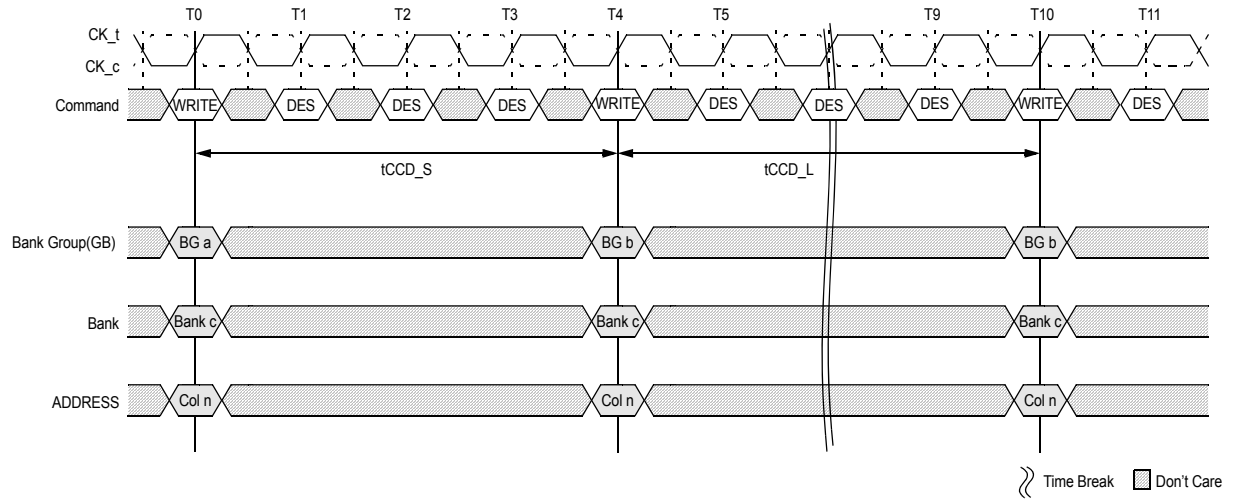 T0 T1 T2 T3 T4 T5 T9 T10 T11
CK_t
CK_c
Command WRITE DES DES DES WRITE DES DES DES WRITE DES
tCCD_S tCCD_L
Bank Group(GB) BG a BG b BG b
Bank Bank c Bank c Bank c
ADDRESS Col n Col n Col n
Time Break Don't Care